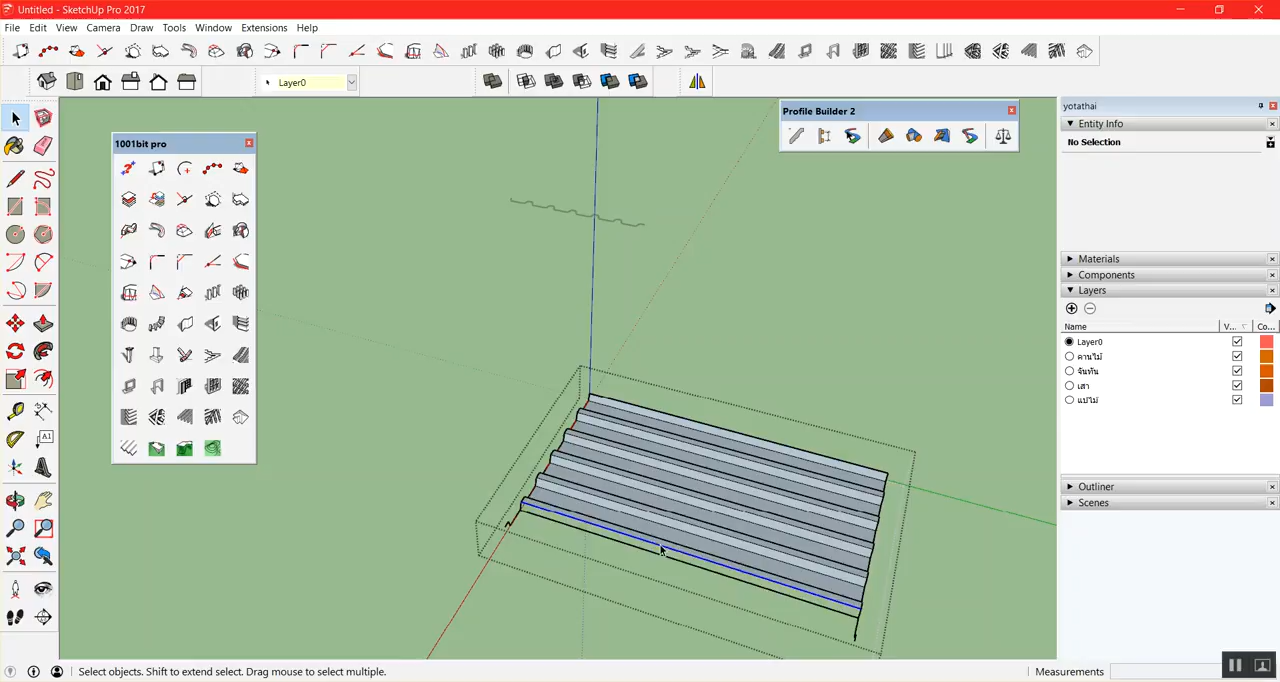 Untitled - SketchUp Pro 2017
File Edit View Camera Draw Tools Window Extensions Help
Layer0
Profile Builder 2
yotathai
Entity Info
No Selection
1001bit pro
Materials
Components
Layers
Name V... Co...
Layer0
คานไม้
จันทัน
เสา
แปไม้
A1
Outliner
Scenes
Select objects. Shift to extend select. Drag mouse to select multiple.
Measurements